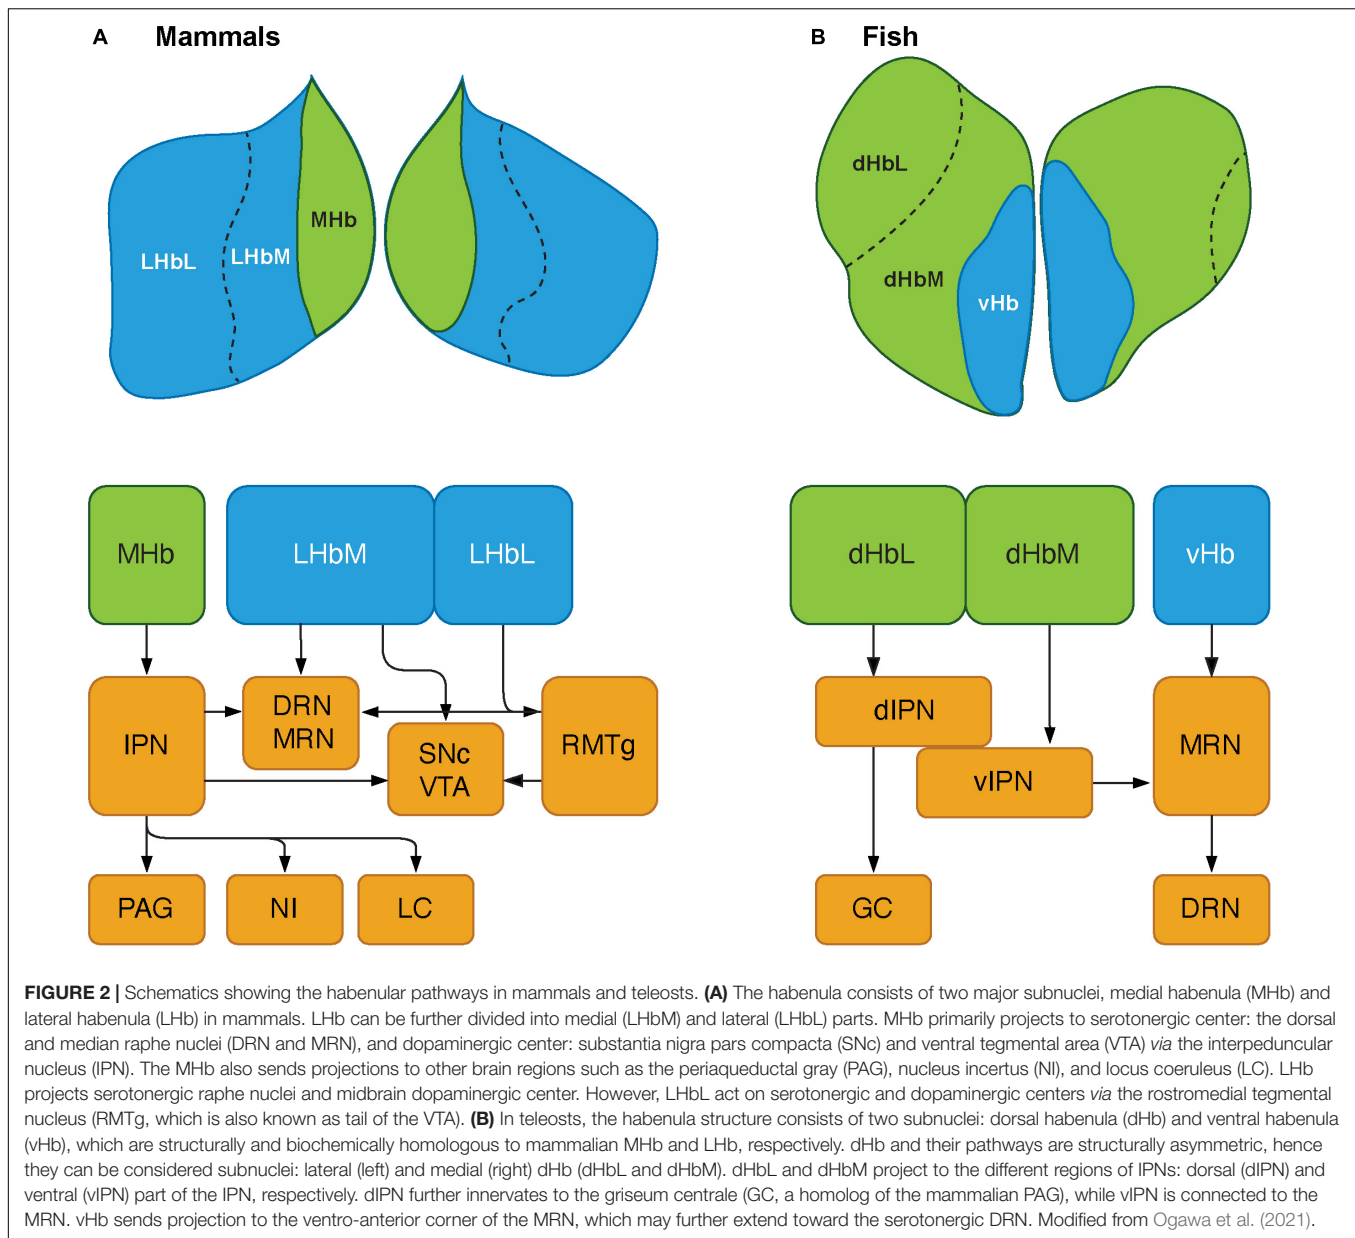 A Mammals
B Fish
LHbL
LHbM
MHb
dHbL
dHbM
vHb
MHb
LHbM
LHbL
dHbL
dHbM
vHb
IPN
DRN
MRN
SNc
VTA
RMTg
dIPN
vIPN
MRN
PAG
NI
LC
GC
DRN
FIGURE 2 | Schematics showing the habenular pathways in mammals and teleosts. (A) The habenula consists of two major subnuclei, medial habenula (MHb) and
lateral habenula (LHb) in mammals. LHb can be further divided into medial (LHbM) and lateral (LHbL) parts. MHb primarily projects to serotonergic center: the dorsal
and median raphe nuclei (DRN and MRN), and dopaminergic center: substantia nigra pars compacta (SNc) and ventral tegmental area (VTA) via the interpeduncular
nucleus (IPN). The MHb also sends projections to other brain regions such as the periaqueductal gray (PAG), nucleus incertus (NI), and locus coeruleus (LC). LHb
projects serotonergic raphe nuclei and midbrain dopaminergic center. However, LHbL act on serotonergic and dopaminergic centers via the rostromedial tegmental
nucleus (RMTg, which is also known as tail of the VTA). (B) In teleosts, the habenula structure consists of two subnuclei: dorsal habenula (dHb) and ventral habenula
(vHb), which are structurally and biochemically homologous to mammalian MHb and LHb, respectively. dHb and their pathways are structurally asymmetric, hence
they can be considered subnuclei: lateral (left) and medial (right) dHb (dHbL and dHbM). dHbL and dHbM project to the different regions of IPNs: dorsal (dIPN) and
ventral (vIPN) part of the IPN, respectively. dIPN further innervates to the griseum centrale (GC, a homolog of the mammalian PAG), while vIPN is connected to the
MRN. vHb sends projection to the ventro-anterior corner of the MRN, which may further extend toward the serotonergic DRN. Modified from Ogawa et al. (2021).